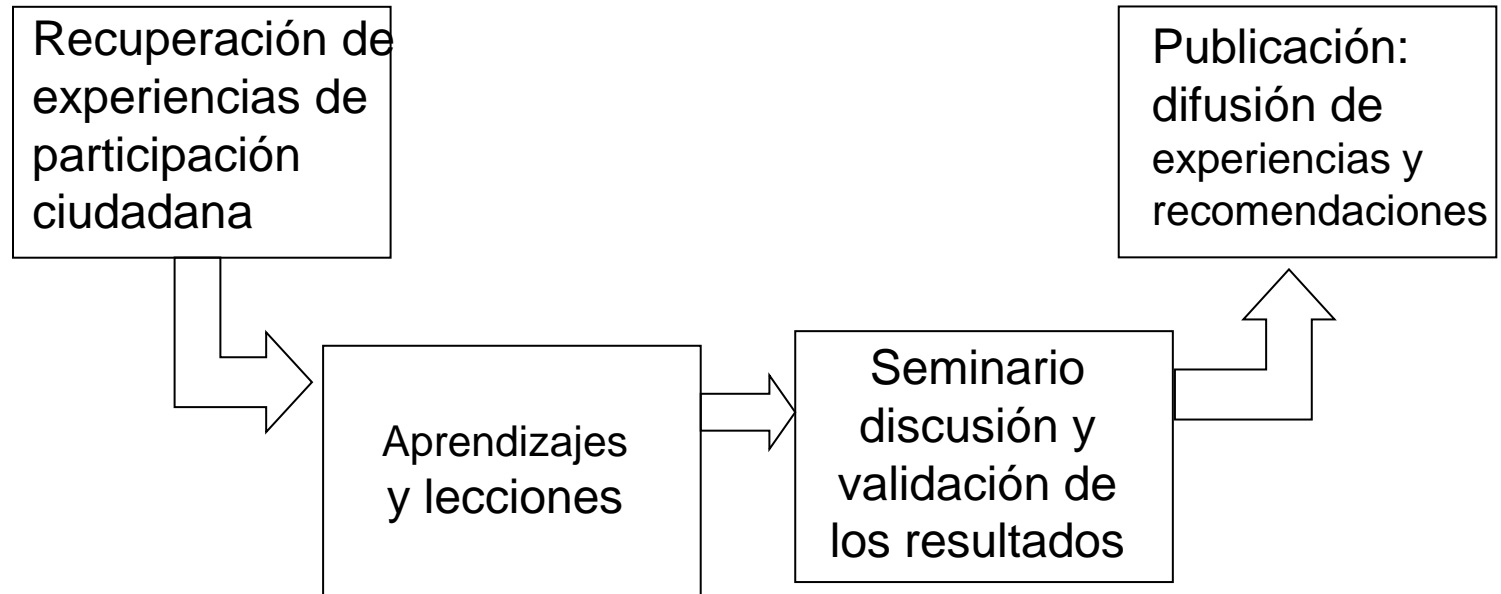 Recuperación de
experiencias de
participación
ciudadana
Aprendizajes
y lecciones
Seminario
discusión y
validación de
los resultados
Publicación:
difusión de
experiencias y
recomendaciones